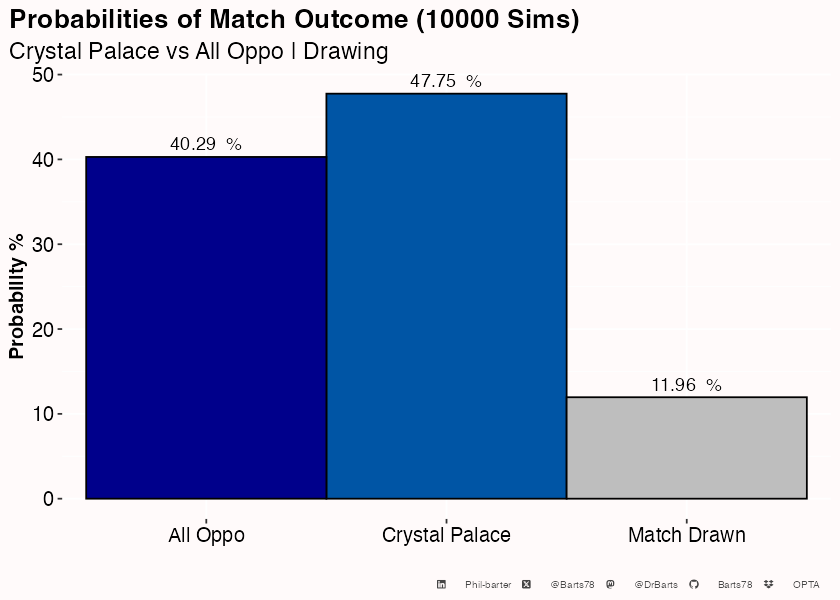 Probabilities of Match Outcome (10000 Sims)
Crystal Palace vs All Oppo | Drawing
50
47.75 %
40.29 %
40
30
Probability %
20
11.96 %
10
0
All Oppo Crystal Palace Match Drawn
Phil-barter @Barts78 @DrBarts Barts78 OPTA